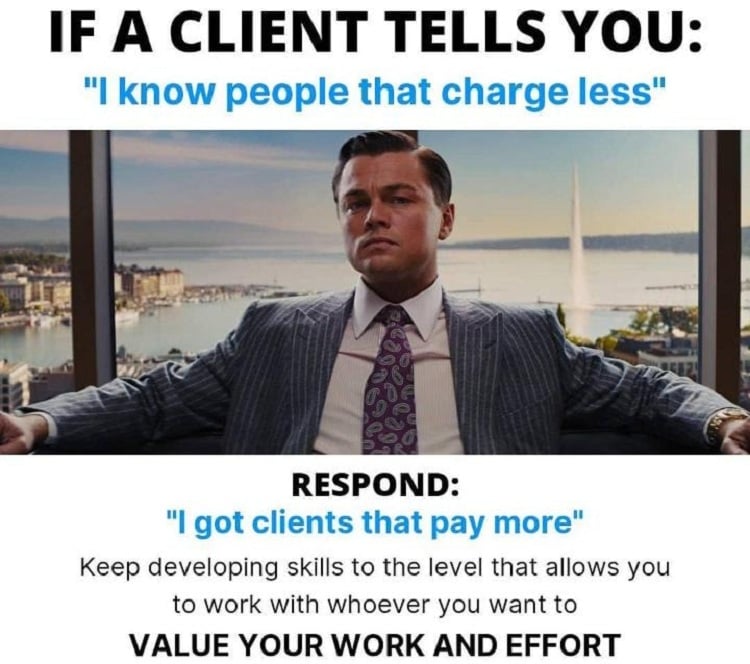 IF A CLIENT TELLS YOU:
"I know people that charge less"
RESPOND:
"I got clients that pay more"
Keep developing skills to the level that allows you
to work with whoever you want to
VALUE YOUR WORK AND EFFORT